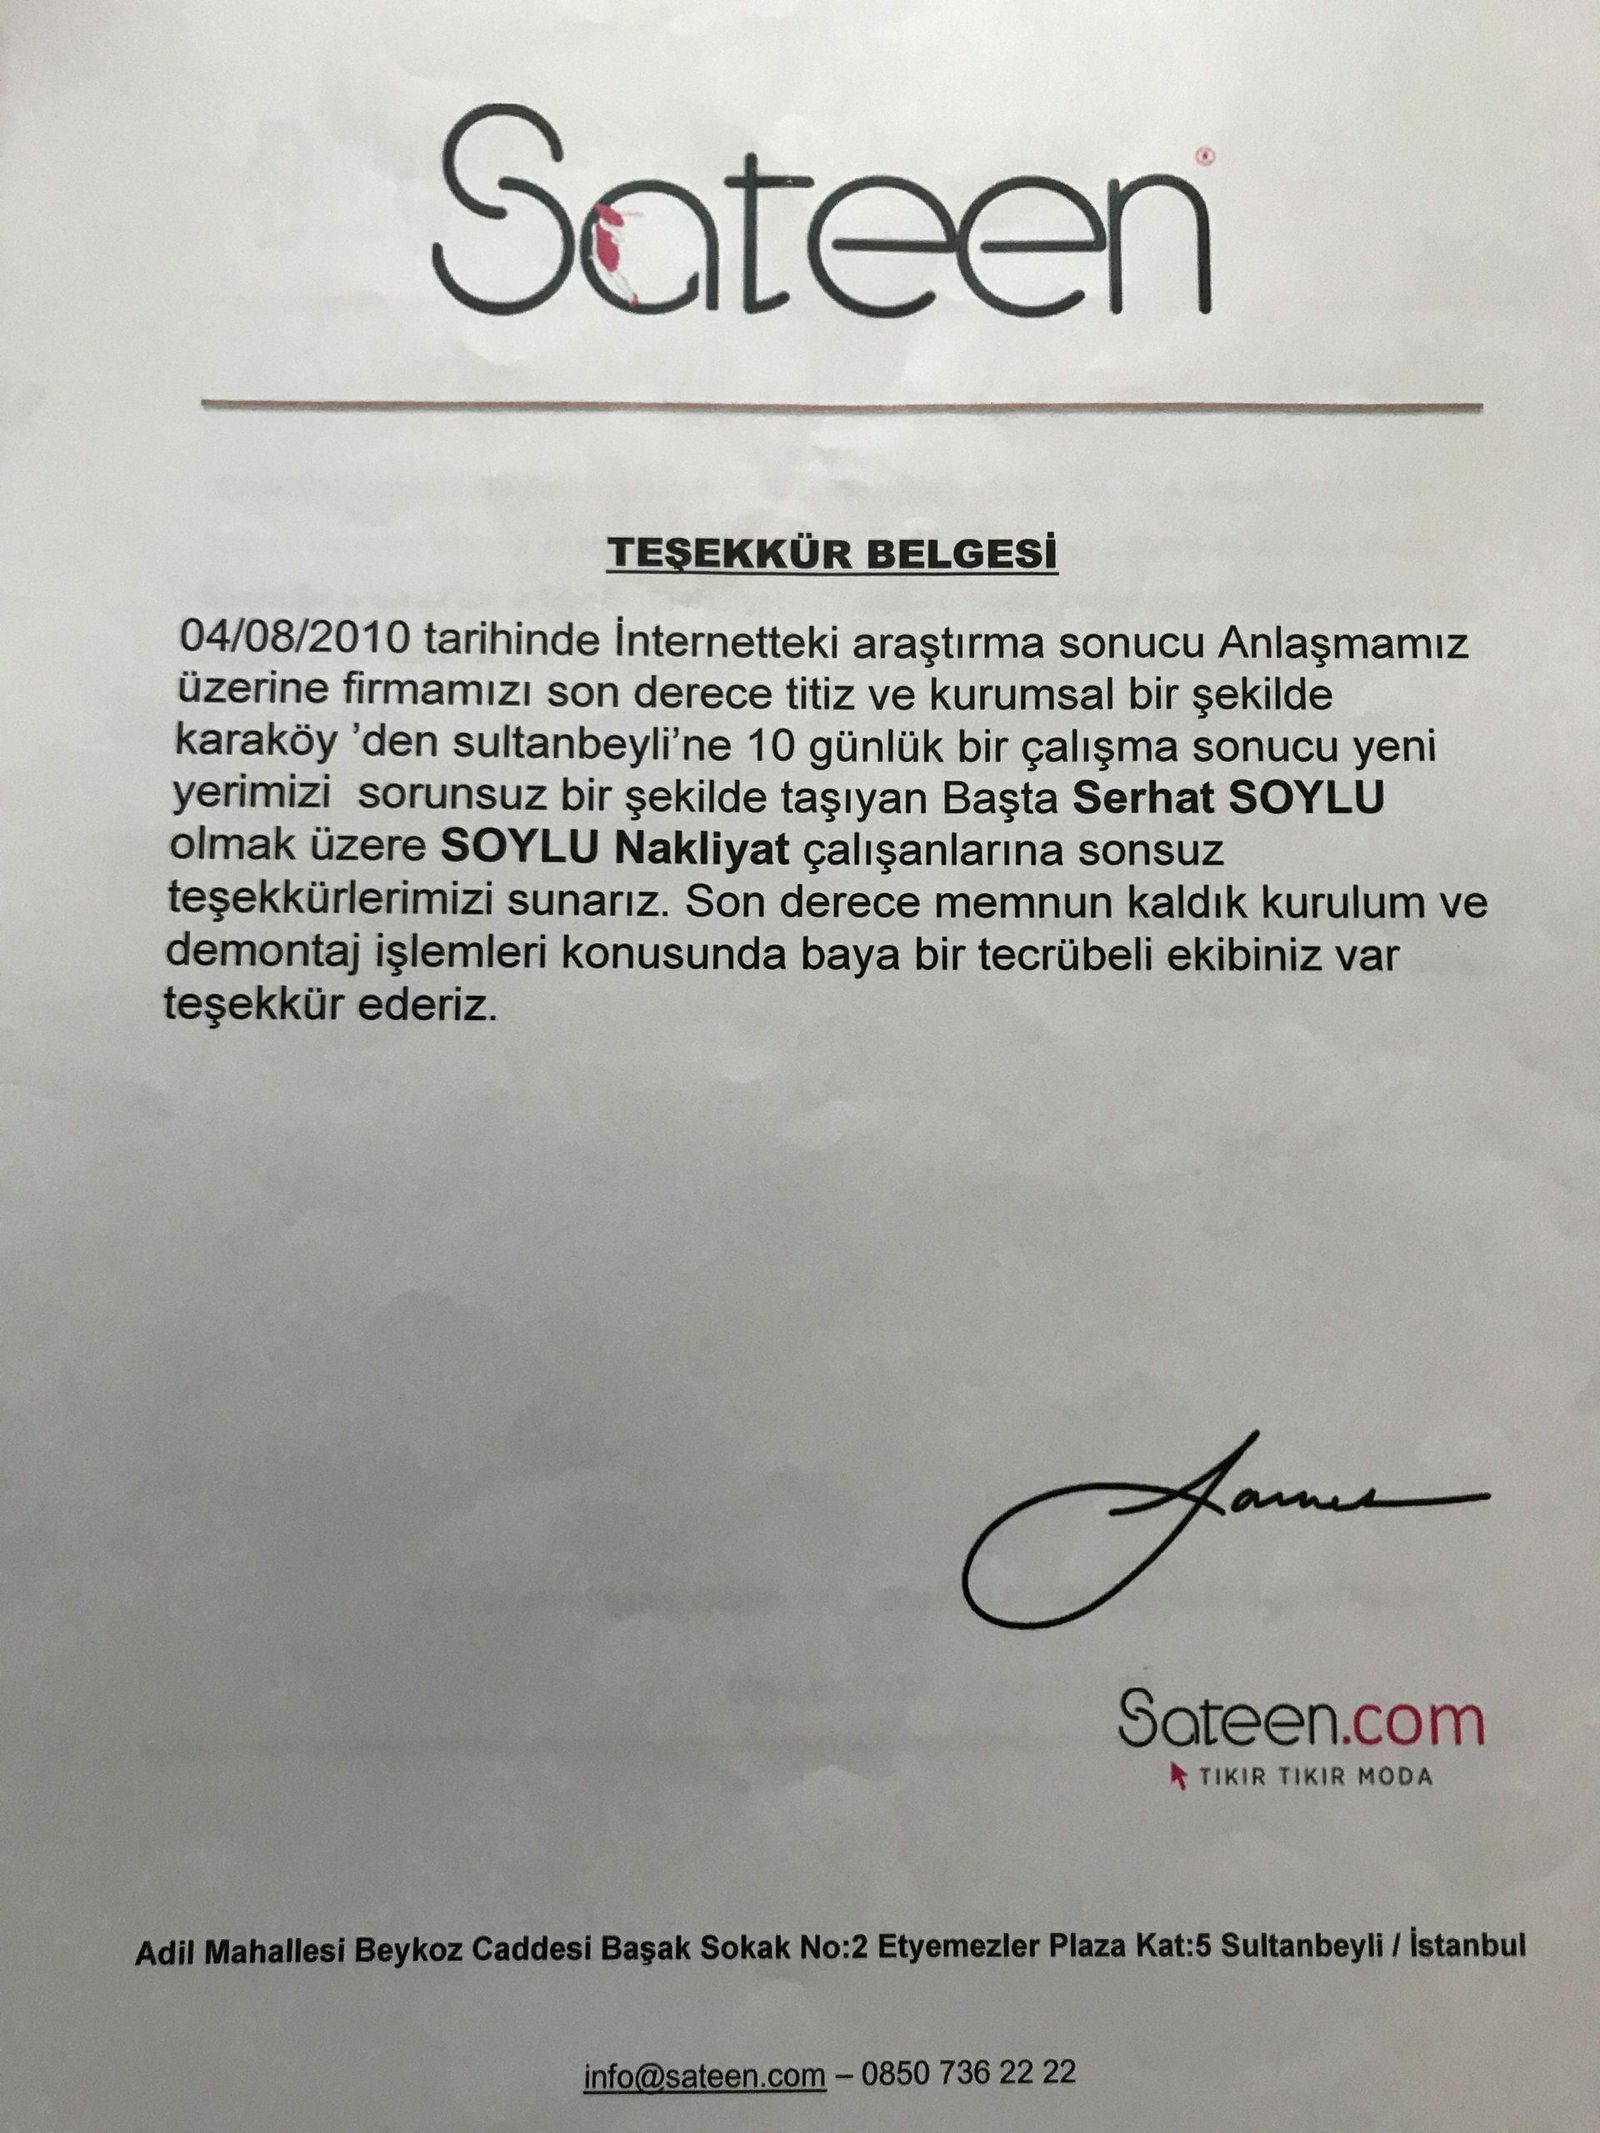 Sateen
TEŞEKKÜR BELGESİ
04/08/2010 tarihinde İnternetteki araştırma sonucu Anlaşmamız
üzerine firmamızı son derece titiz ve kurumsal bir şekilde
karaköy ’den sultanbeyli’ne 10 günlük bir çalışma sonucu yeni
yerimizi  sorunsuz bir şekilde taşıyan Başta Serhat SOYLU
olmak üzere SOYLU Nakliyat çalışanlarına sonsuz
teşekkürlerimizi sunarız. Son derece memnun kaldık kurulum ve
demontaj işlemleri konusunda baya bir tecrübeli ekibiniz var
teşekkür ederiz.
Sateen.com
TIKIR TIKIR MODA
Adil Mahallesi Beykoz Caddesi Başak Sokak No:2 Etyemezler Plaza Kat:5 Sultanbeyli / İstanbul
info@sateen.com – 0850 736 22 22